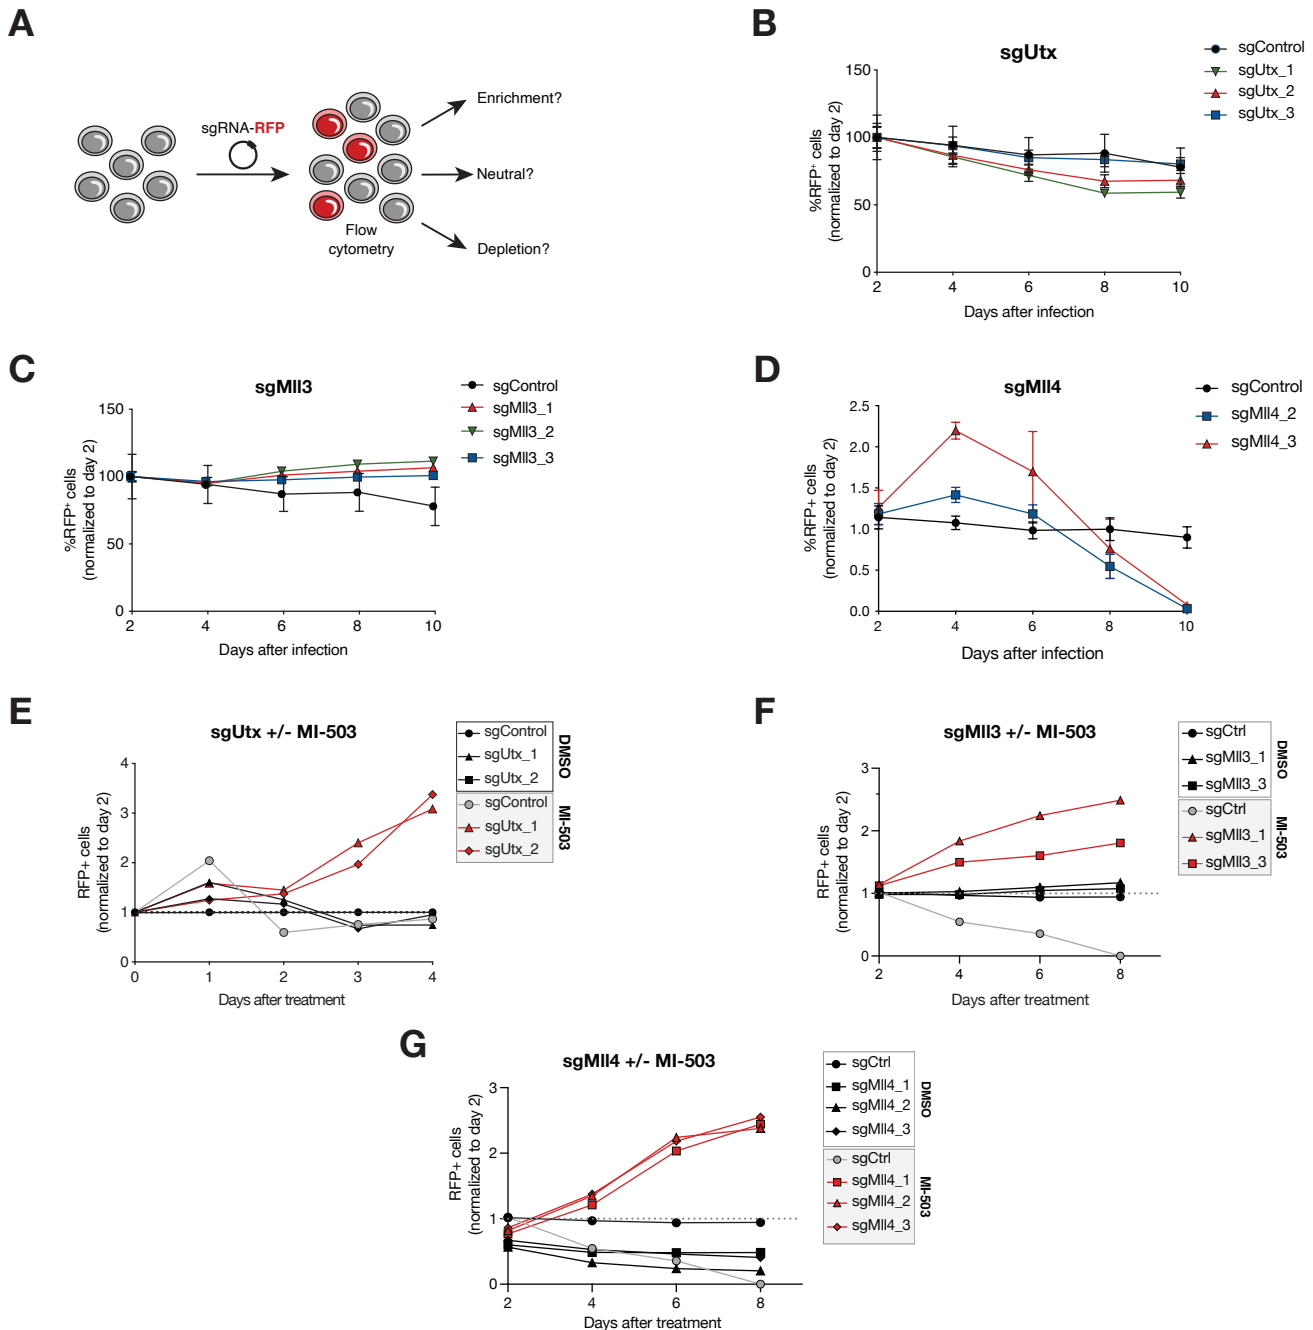 A
sgRNA-RFP
Enrichment?
Neutral?
Depletion?
Flow
cytometry
B
sgUtx
%RFP⁺ cells
(normalized to day 2)
150
100
50
0
2 4 6 8 10
Days after infection
sgControl
sgUtx_1
sgUtx_2
sgUtx_3
C
sgMll3
%RFP⁺ cells
(normalized to day 2)
150
100
50
0
2 4 6 8 10
Days after infection
sgControl
sgMll3_1
sgMll3_2
sgMll3_3
D
sgMll4
%RFP+ cells
(normalized to day 2)
2.5
2.0
1.5
1.0
0.5
0.0
2 4 6 8 10
Days after infection
sgControl
sgMll4_2
sgMll4_3
E
sgUtx +/- MI-503
RFP+ cells
(normalized to day 2)
4
3
2
1
0
0 1 2 3 4
Days after treatment
sgControl
sgUtx_1
sgUtx_2
DMSO
sgControl
sgUtx_1
sgUtx_2
MI-503
F
sgMll3 +/- MI-503
RFP+ cells
(normalized to day 2)
3
2
1
0
2 4 6 8
Days after treatment
sgCtrl
sgMll3_1
sgMll3_3
DMSO
sgCtrl
sgMll3_1
sgMll3_3
MI-503
G
sgMll4 +/- MI-503
RFP+ cells
(normalized to day 2)
3
2
1
0
2 4 6 8
Days after treatment
sgCtrl
sgMll4_1
sgMll4_2
sgMll4_3
DMSO
sgCtrl
sgMll4_1
sgMll4_2
sgMll4_3
MI-503